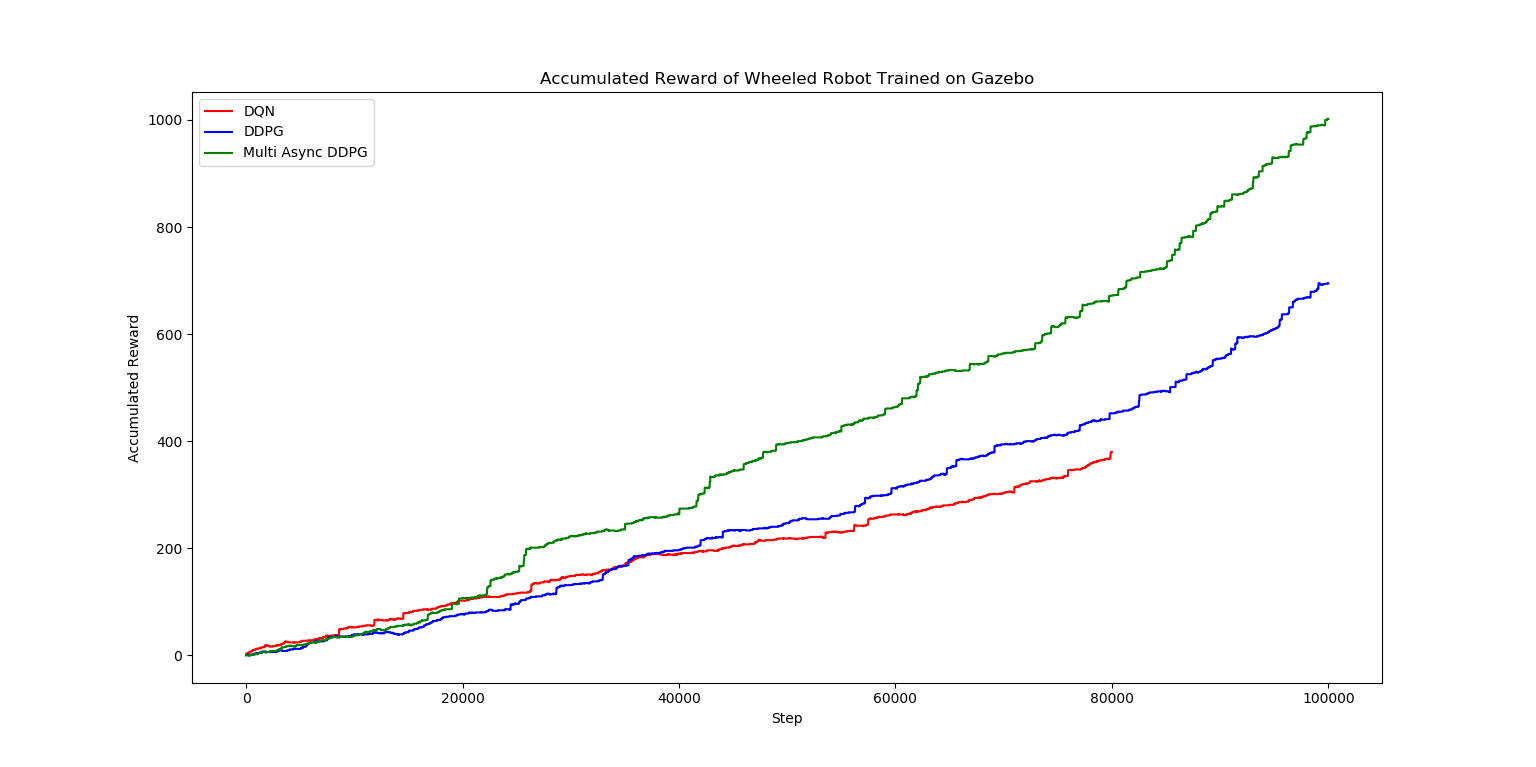 Accumulated Reward of Wheeled Robot Trained on Gazebo
DQN
DDPG
Multi Async DDPG
1000
800
600
400
200
0
Accumulated Reward
0 20000 40000 60000 80000 100000
Step